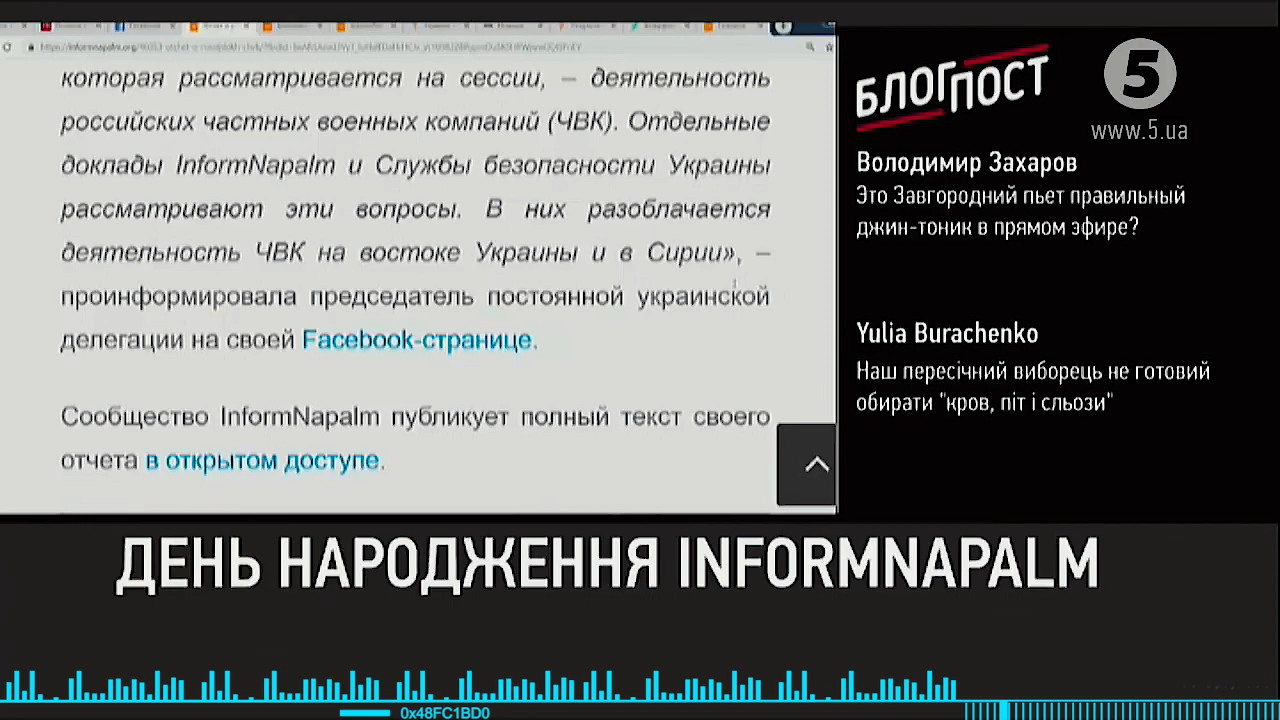 которая рассматривается на сессии, – деятельность
российских частных военных компаний (ЧВК). Отдельные
доклады InformNapalm и Службы безопасности Украины
рассматривают эти вопросы. В них разоблачается
деятельность ЧВК на востоке Украины и в Сирии», –
проинформировала председатель постоянной украинской
делегации на своей Facebook-странице.
Сообщество InformNapalm публикует полный текст своего
отчета в открытом доступе.
БЛОГПОСТ
5
www.5.ua
Володимир Захаров
Это Завгородний пьет правильный
джин-тоник в прямом эфире?
Yulia Burachenko
Наш пересічний виборець не готовий
обирати "кров, піт і сльози"
ДЕНЬ НАРОДЖЕННЯ INFORMNAPALM
0x48FC1BD0